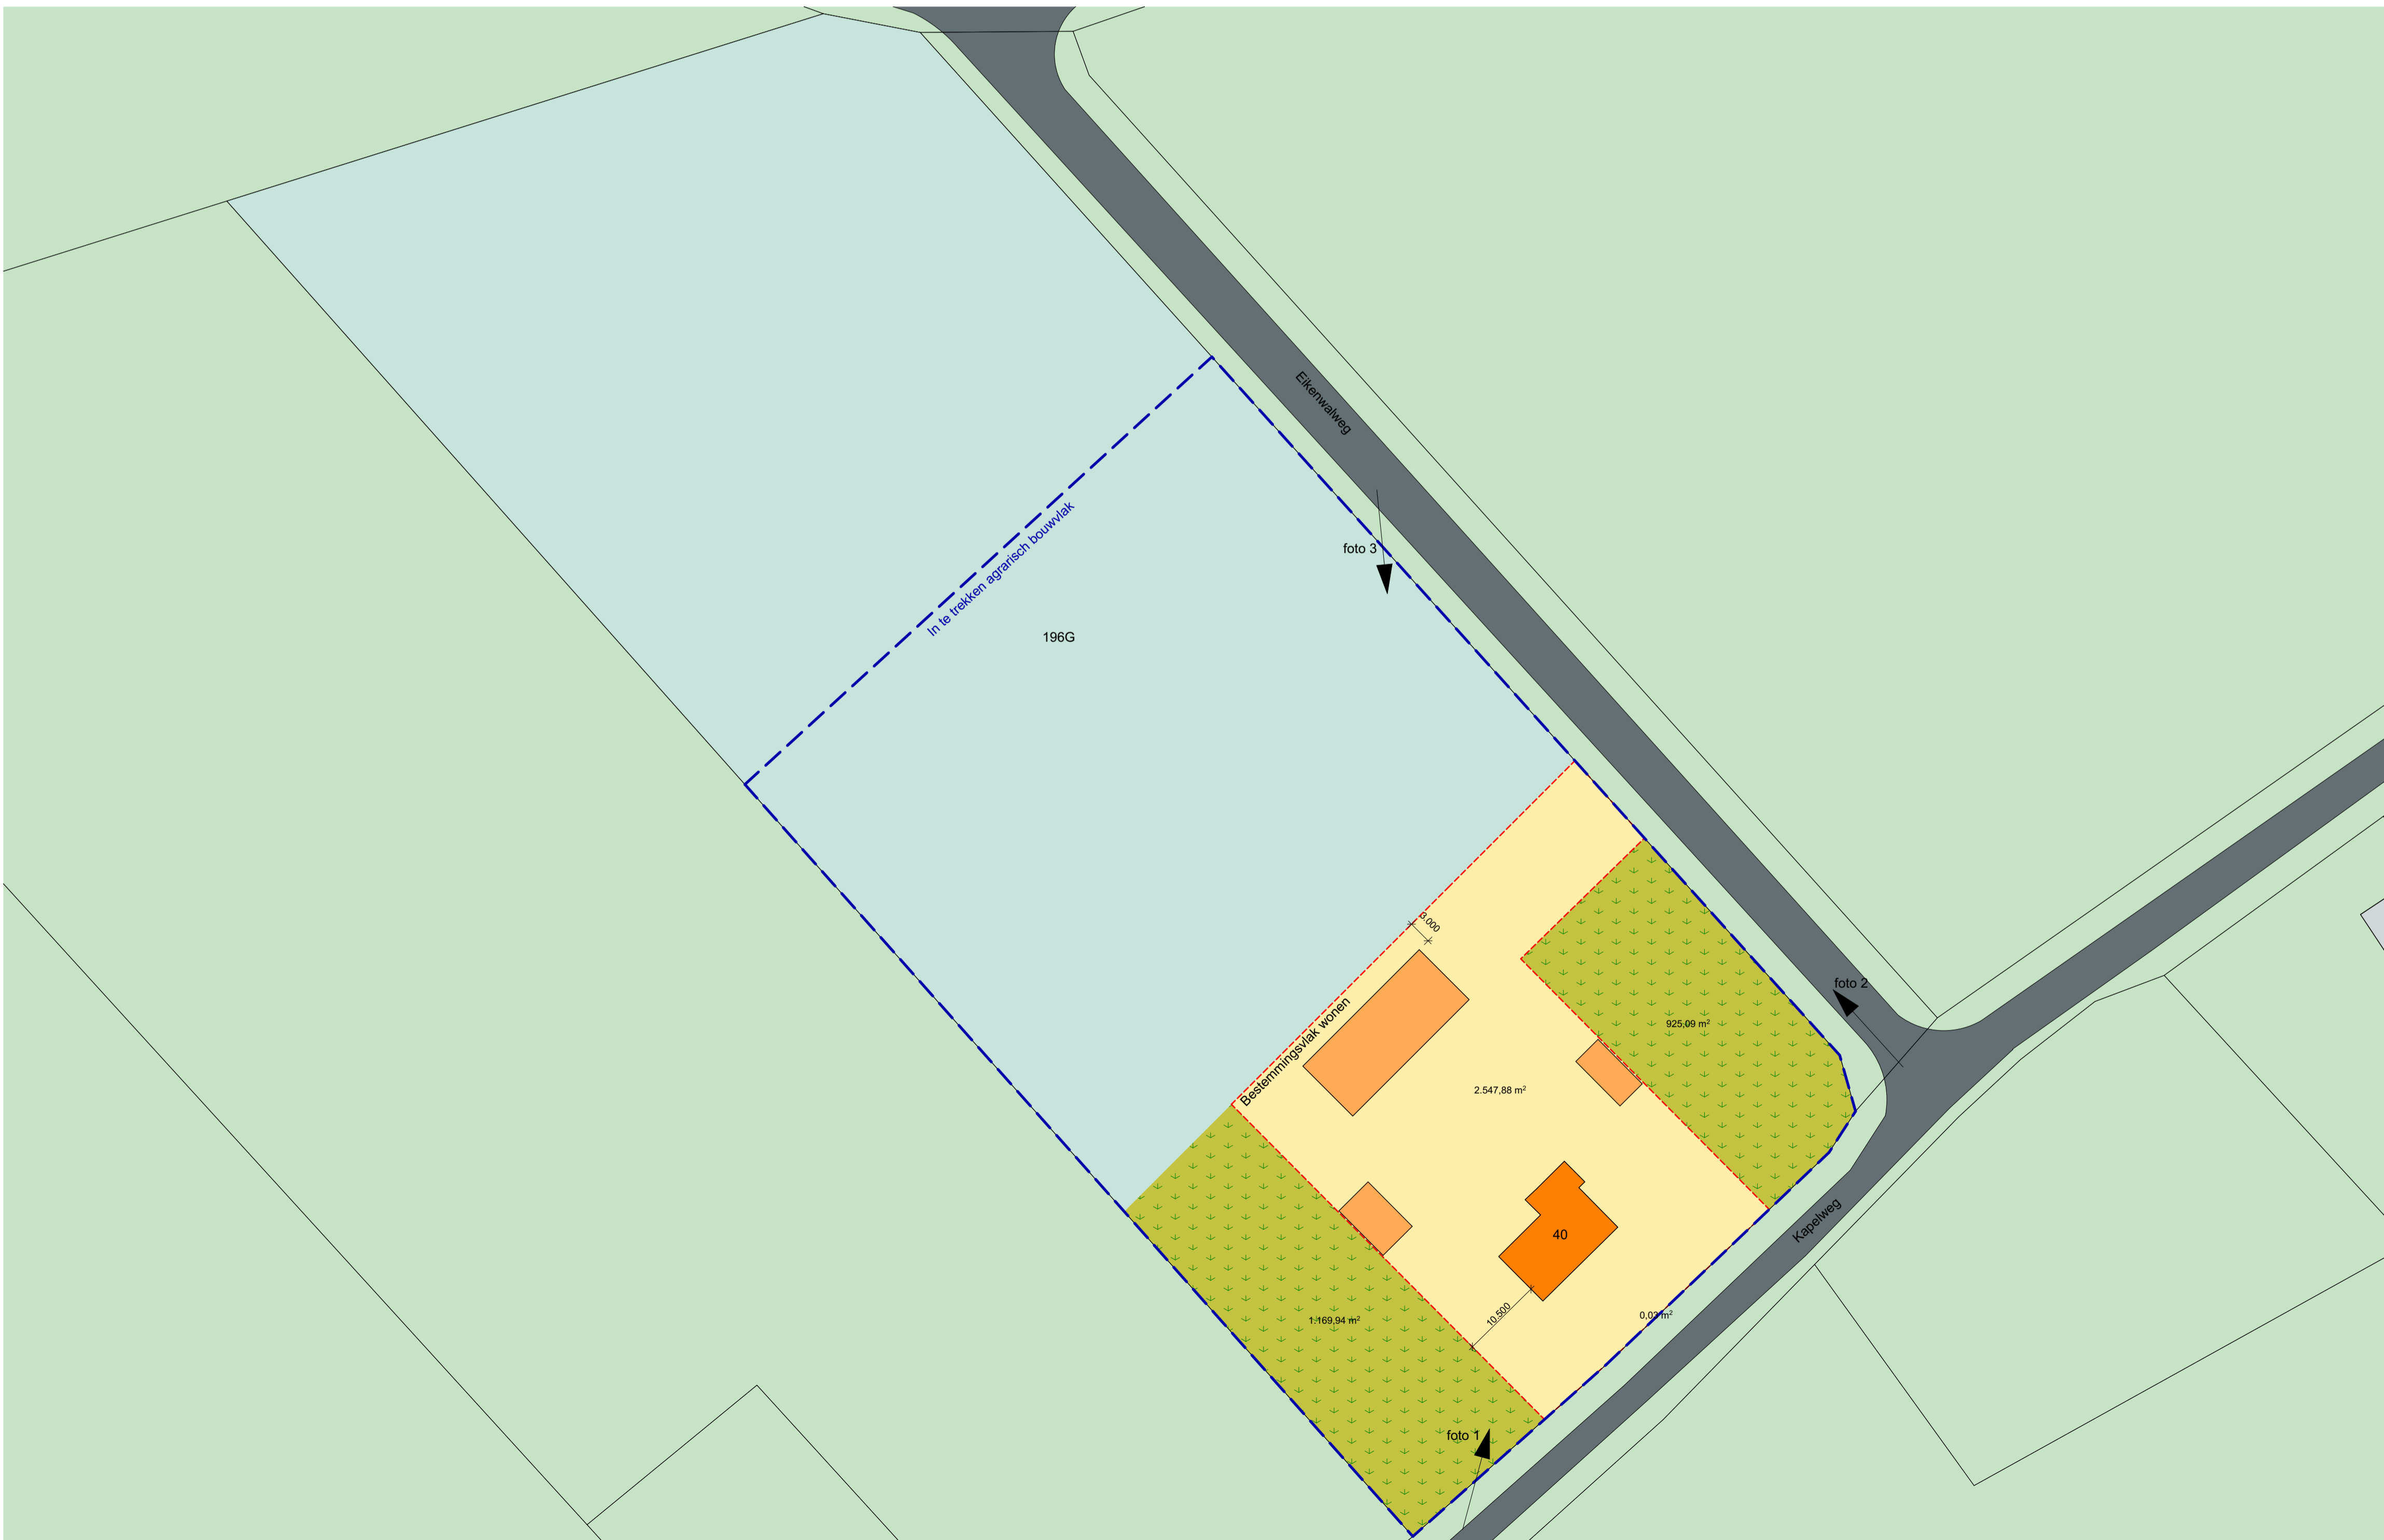 Eikenwalweg
foto 3
In te trekken agrarisch bouwvlak
196G
3.000
foto 2
Bestemmingsvlak wonen
925,09 m²
2.547,88 m²
Kapelweg
40
10.500
1.169,94 m²
foto 1